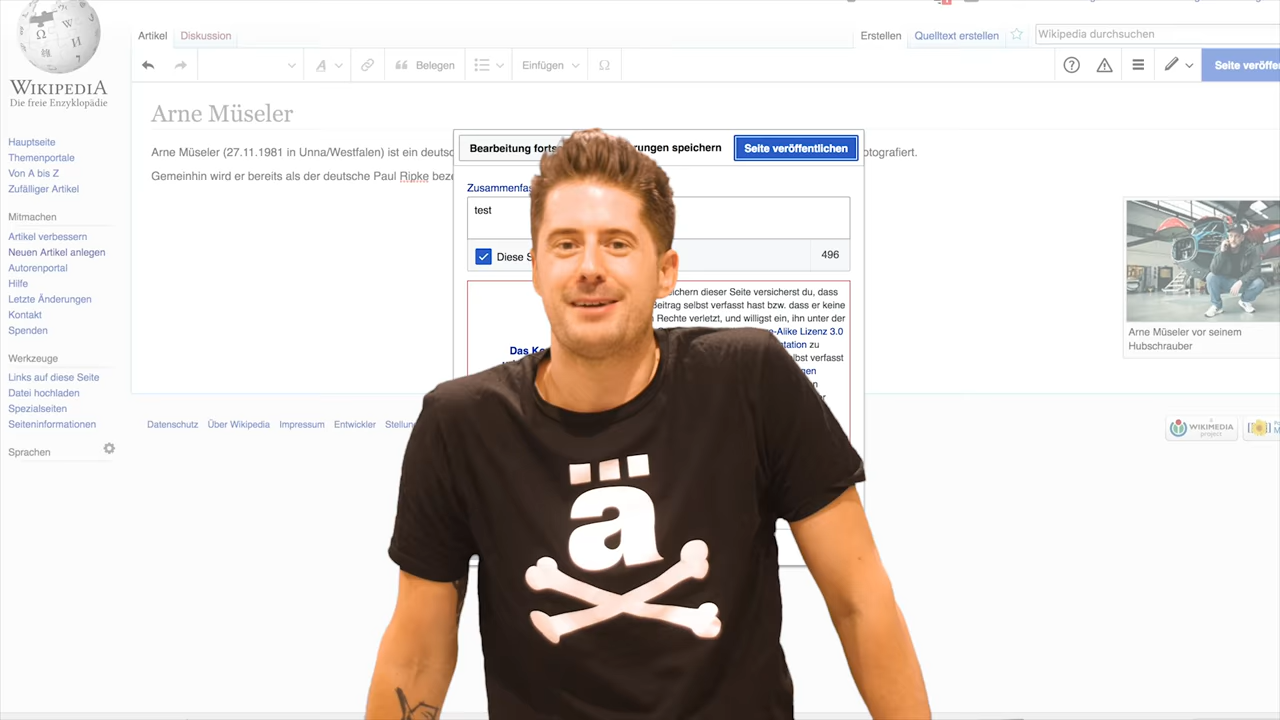 Artikel Diskussion
Erstellen Quelltext erstellen Wikipedia durchsuchen
WIKIPEDIA
Die freie Enzyklopädie
A Belegen Einfügen Ω Seite veröffe
Arne Müseler
Arne Müseler (27.11.1981 in Unna/Westfalen) ist ein deutsc otografiert.
Gemeinhin wird er bereits als der deutsche Paul Ripke beze
Bearbeitung forts rungen speichern Seite veröffentlichen
Zusammenfas
test
Diese S 496
eichern dieser Seite versicherst du, dass
Beitrag selbst verfasst hast bzw. dass er keine
Rechte verletzt, und willigst ein, ihn unter der
e-Alike Lizenz 3.0
ntation zu
elbst verfasst
ngen
Das Ko
Hauptseite
Themenportale
Von A bis Z
Zufälliger Artikel
Mitmachen
Artikel verbessern
Neuen Artikel anlegen
Autorenportal
Hilfe
Letzte Änderungen
Kontakt
Spenden
Werkzeuge
Links auf diese Seite
Datei hochladen
Spezialseiten
Seiteninformationen
Sprachen
Arne Müseler vor seinem
Hubschrauber
Datenschutz Über Wikipedia Impressum Entwickler Stellung
A
WIKIMEDIA
project
ä